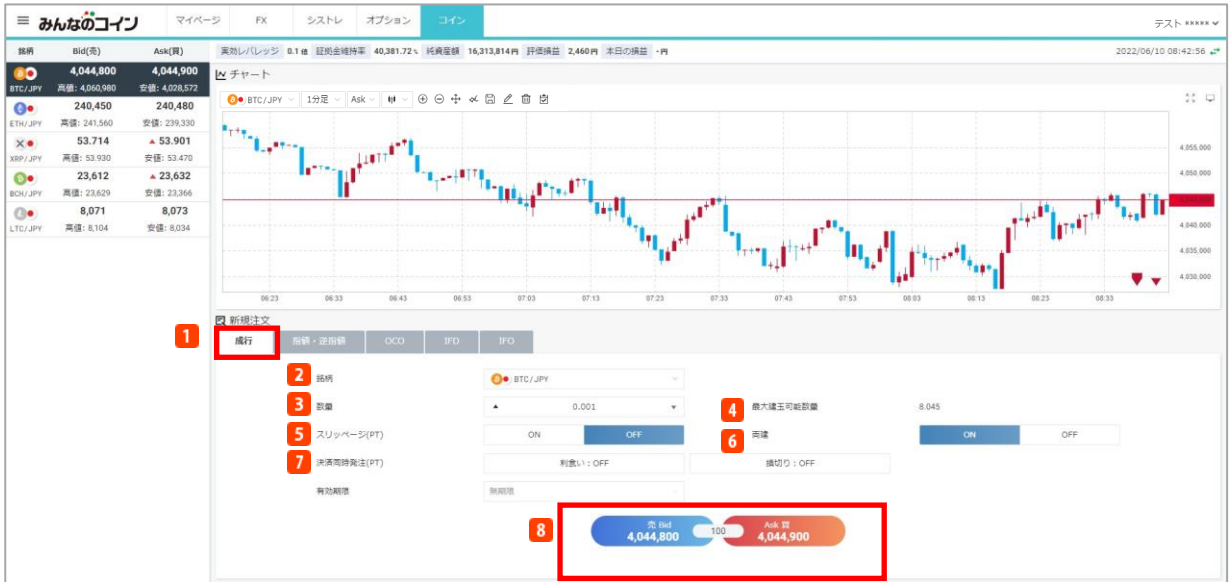 みんなのコイン マイページ FX シストレ オプション コイン テスト ***** 
銘柄 Bid(売) Ask(買) 実効レバレッジ 0.1倍 証拠金維持率 40,381.72% 純資産額 16,313,814円 評価損益 2,460円 本日の損益 -円 2022/06/10 08:42:56
4,044,800 4,044,900
BTC/JPY 高値: 4,060,980 安値: 4,028,572
240,450 240,480
ETH/JPY 高値: 241,560 安値: 239,330
53.714 ▲ 53.901
XRP/JPY 高値: 53.930 安値: 53.470
23,612 ▲ 23,632
BCH/JPY 高値: 23,629 安値: 23,366
8,071 8,073
LTC/JPY 高値: 8,104 安値: 8,034
チャート
BTC/JPY 1分足 Ask
4,055.000
4,050.000
4,040.000
4,035.000
4,030.000
06:23 06:33 06:43 06:53 07:03 07:13 07:23 07:33 07:43 07:53 08:03 08:13 08:23 08:33
新規注文
1 成行 指値・逆指値 OCO IFD IFO
2 銘柄 BTC/JPY
3 数量 ▲ 0.001 ▼ 4 最大建玉可能数量 8.045
5 スリッページ(PT) ON OFF 6 両建 ON OFF
7 決済同時発注(PT) 利食い：OFF 損切り：OFF
有効期限 無期限
8 売 Bid 100 Ask 買
4,044,800 4,044,900